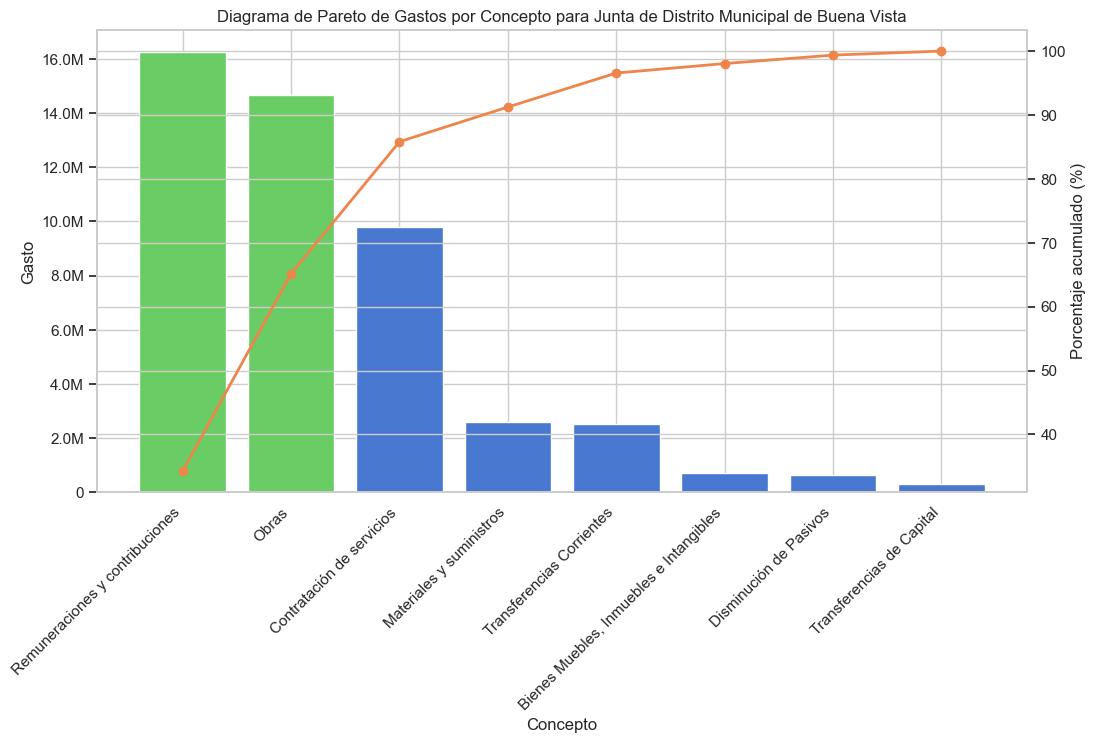 Diagrama de Pareto de Gastos por Concepto para Junta de Distrito Municipal de Buena Vista
Gasto
16.0M
14.0M
12.0M
10.0M
8.0M
6.0M
4.0M
2.0M
0
Porcentaje acumulado (%)
100
90
80
70
60
50
40
Remuneraciones y contribuciones
Obras
Contratación de servicios
Materiales y suministros
Transferencias Corrientes
Bienes Muebles, Inmuebles e Intangibles
Disminución de Pasivos
Transferencias de Capital
Concepto